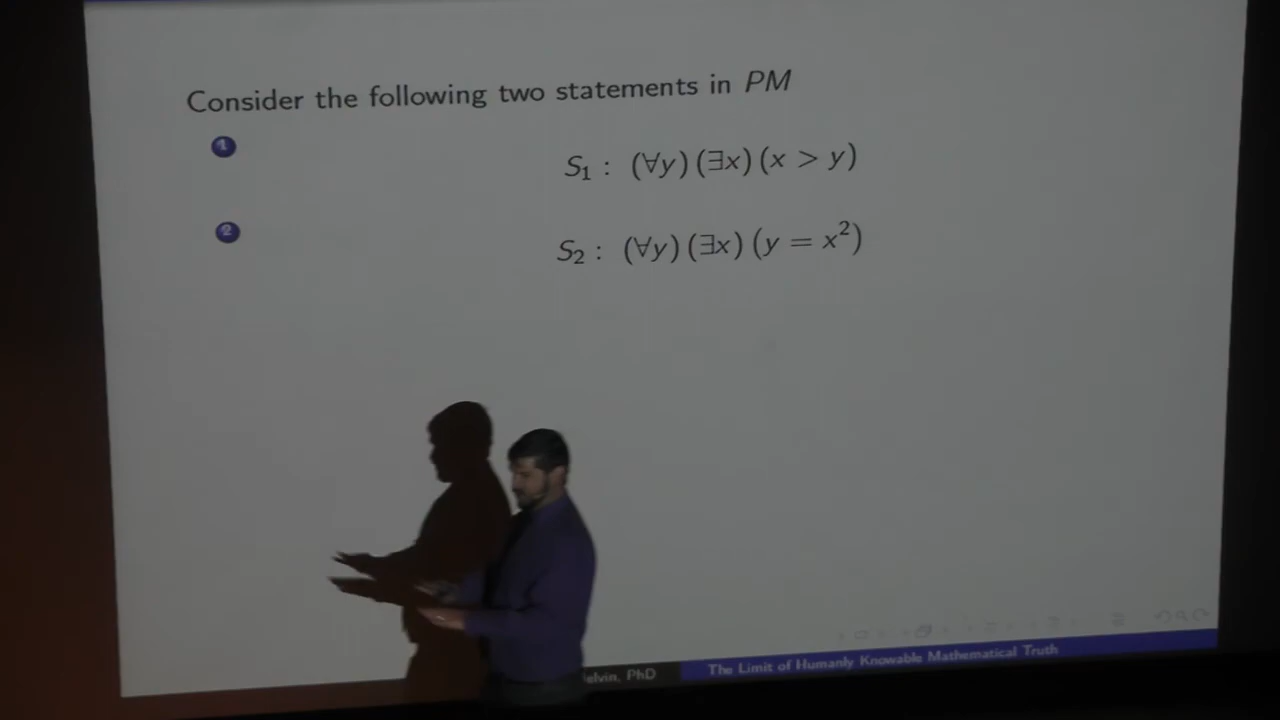 Consider the following two statements in PM
1
S₁ : (∀y)(∃x)(x > y)
2
S₂ : (∀y)(∃x)(y = x²)
PhD
The Limit of Humanly Knowable Mathematical Truth